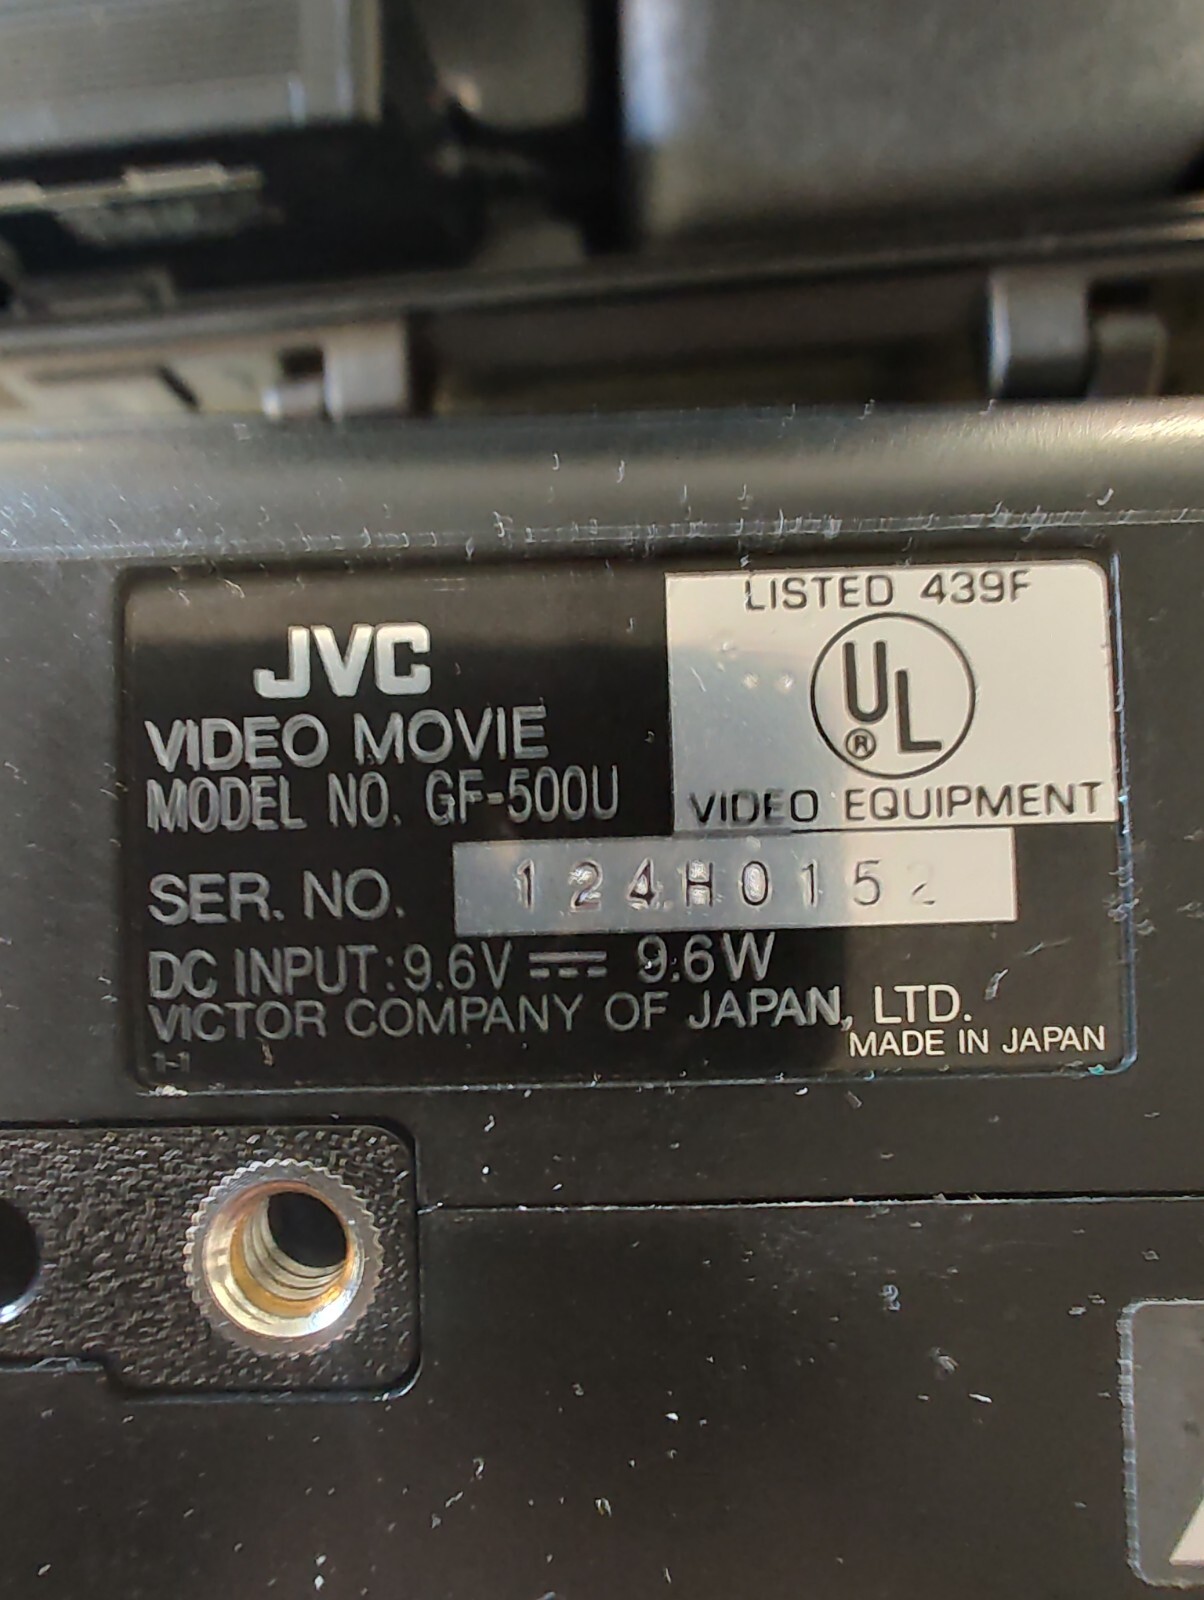 JVC
VIDEO MOVIE
MODEL NO. GF-500U
LISTED 439F
UL
®
VIDEO EQUIPMENT
SER. NO. 124H0152
DC INPUT: 9.6V ⎓ 9.6W
VICTOR COMPANY OF JAPAN, LTD.
MADE IN JAPAN
1-1